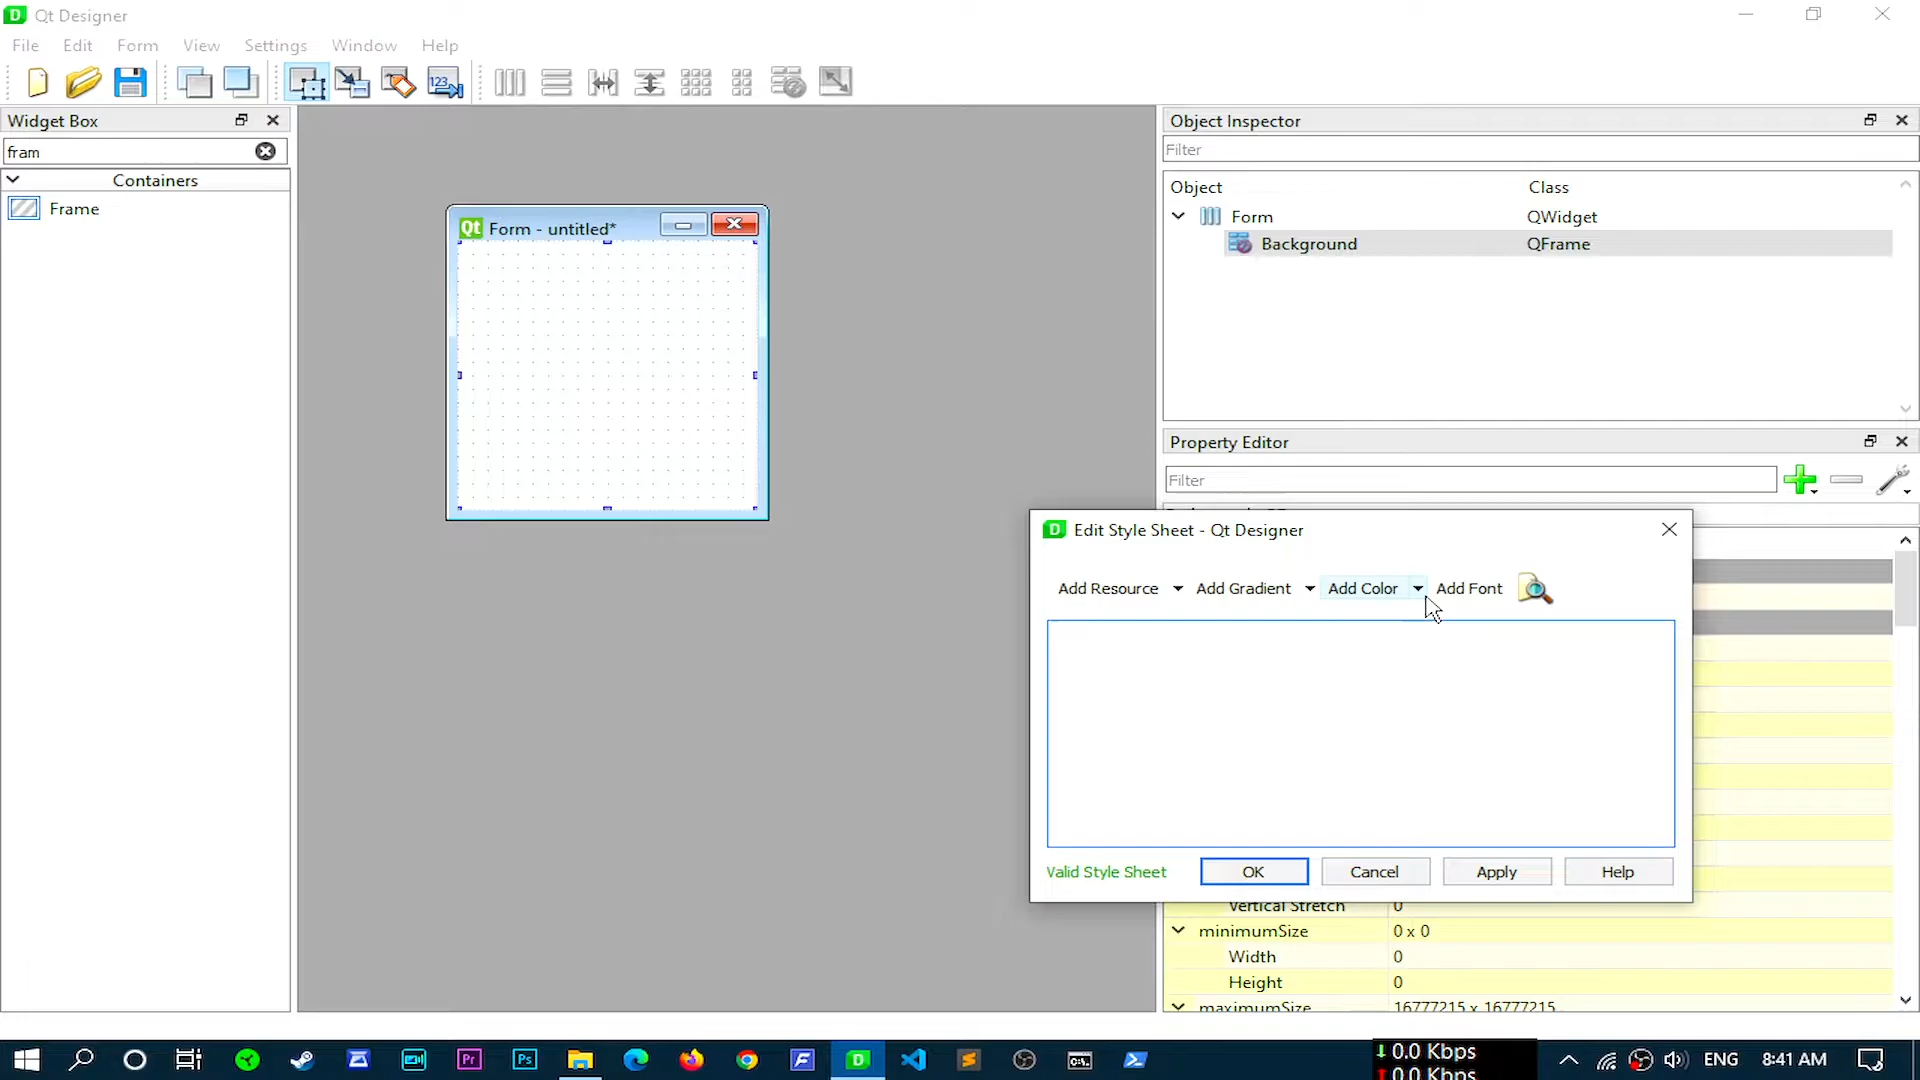 Qt Designer
File Edit Form View Settings Window Help
Widget Box
fram
Containers
Frame
Qt Form - untitled*
Object Inspector
Filter
Object Class
Form QWidget
Background QFrame
Property Editor
Filter
Edit Style Sheet - Qt Designer
Add Resource Add Gradient Add Color Add Font
Valid Style Sheet OK Cancel Apply Help
Vertical Stretch 0
minimumSize 0 x 0
Width 0
Height 0
maximumSize 16777215 x 16777215
0.0 Kbps
0.0 Kbps
ENG 8:41 AM